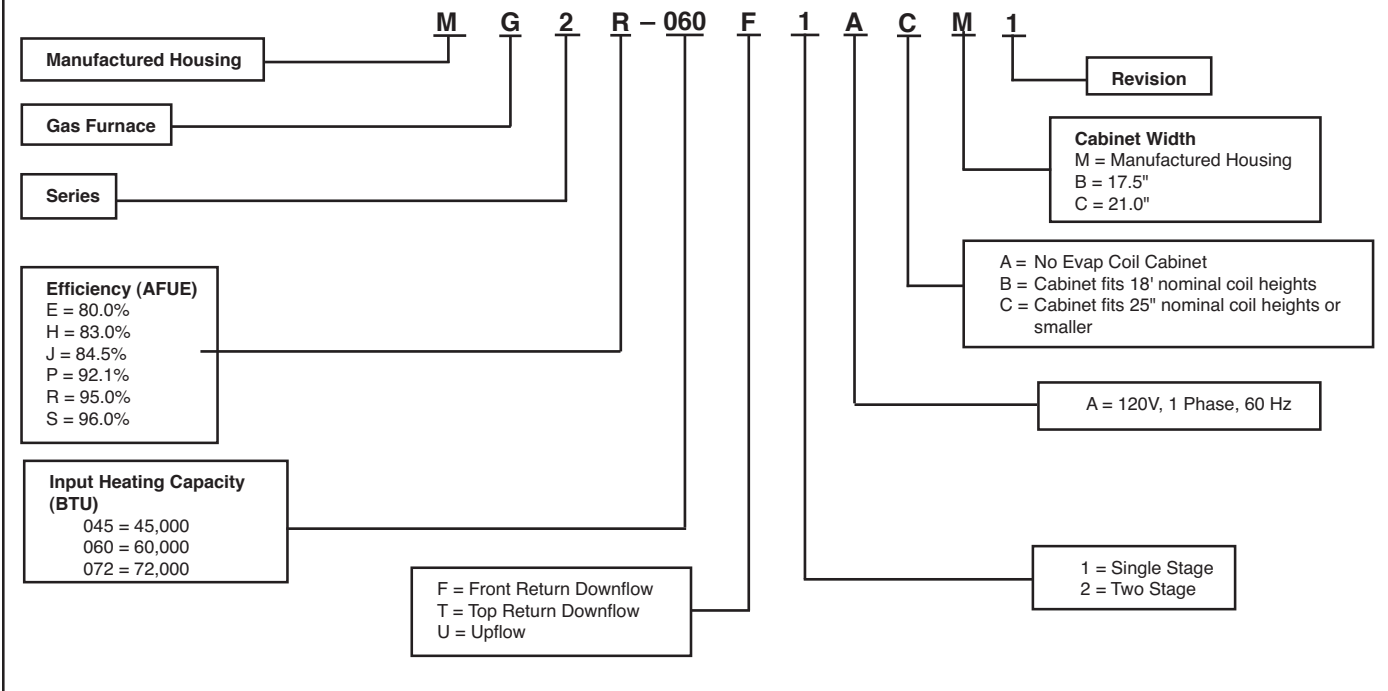 M G 2 R – 060 F 1 A C M 1
Manufactured Housing
Gas Furnace
Series
Efficiency (AFUE)
E = 80.0%
H = 83.0%
J = 84.5%
P = 92.1%
R = 95.0%
S = 96.0%
Input Heating Capacity
(BTU)
045 = 45,000
060 = 60,000
072 = 72,000
F = Front Return Downflow
T = Top Return Downflow
U = Upflow
Revision
Cabinet Width
M = Manufactured Housing
B = 17.5"
C = 21.0"
A = No Evap Coil Cabinet
B = Cabinet fits 18' nominal coil heights
C = Cabinet fits 25" nominal coil heights or
smaller
A = 120V, 1 Phase, 60 Hz
1 = Single Stage
2 = Two Stage